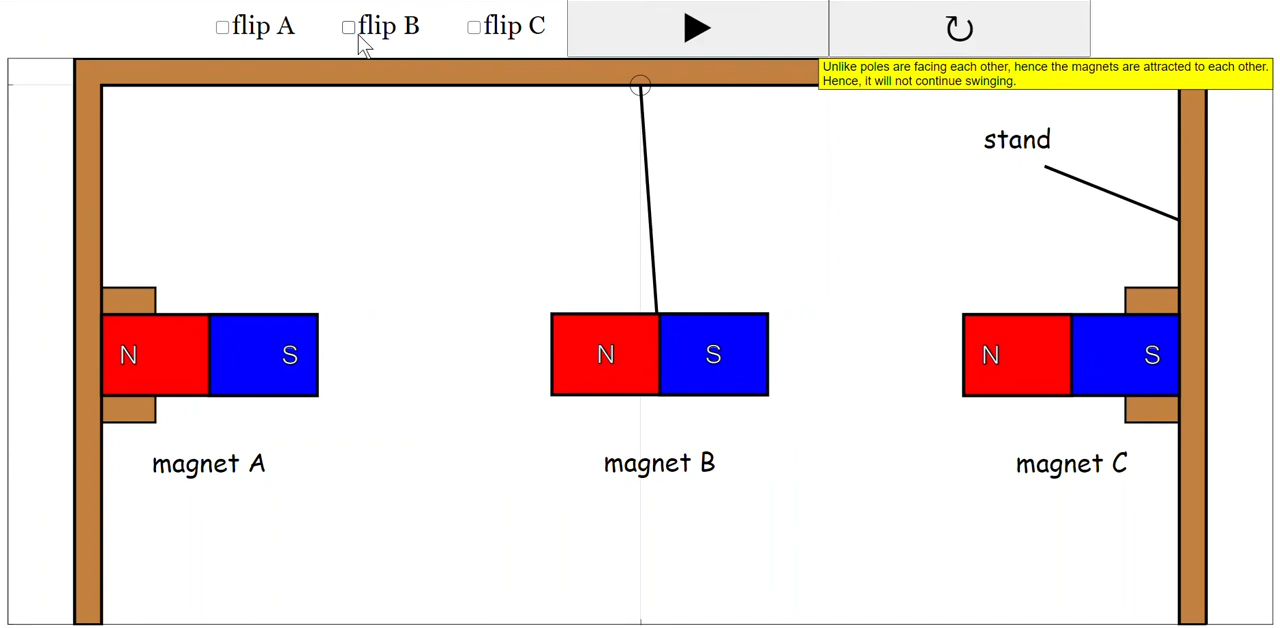 flip A flip B flip C
Unlike poles are facing each other, hence the magnets are attracted to each other.
Hence, it will not continue swinging.
stand
N S N S N S
magnet A magnet B magnet C